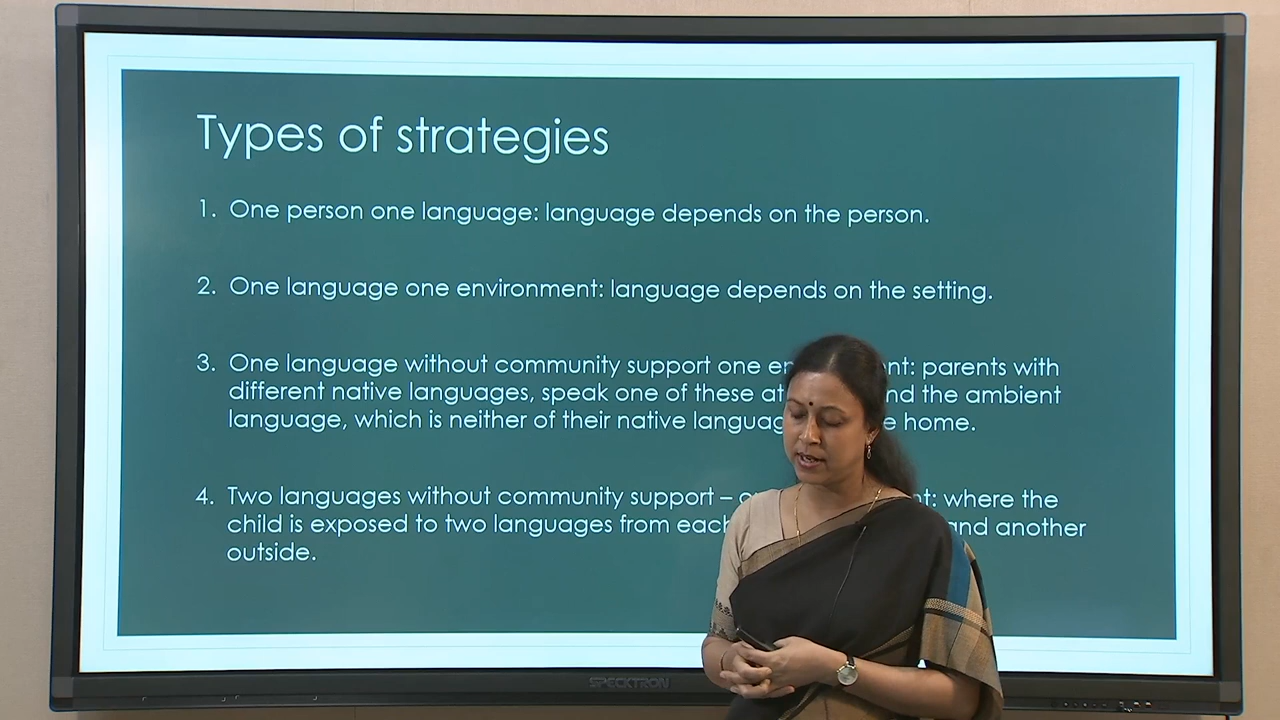 Types of strategies
1. One person one language: language depends on the person.
2. One language one environment: language depends on the setting.
3. One language without community support one nt: parents with
different native languages, speak one of these at nd the ambient
language, which is neither of their native home.
4. Two languages without community support – nt: where the
child is exposed to two languages from each and another
outside.
SPECKTRON